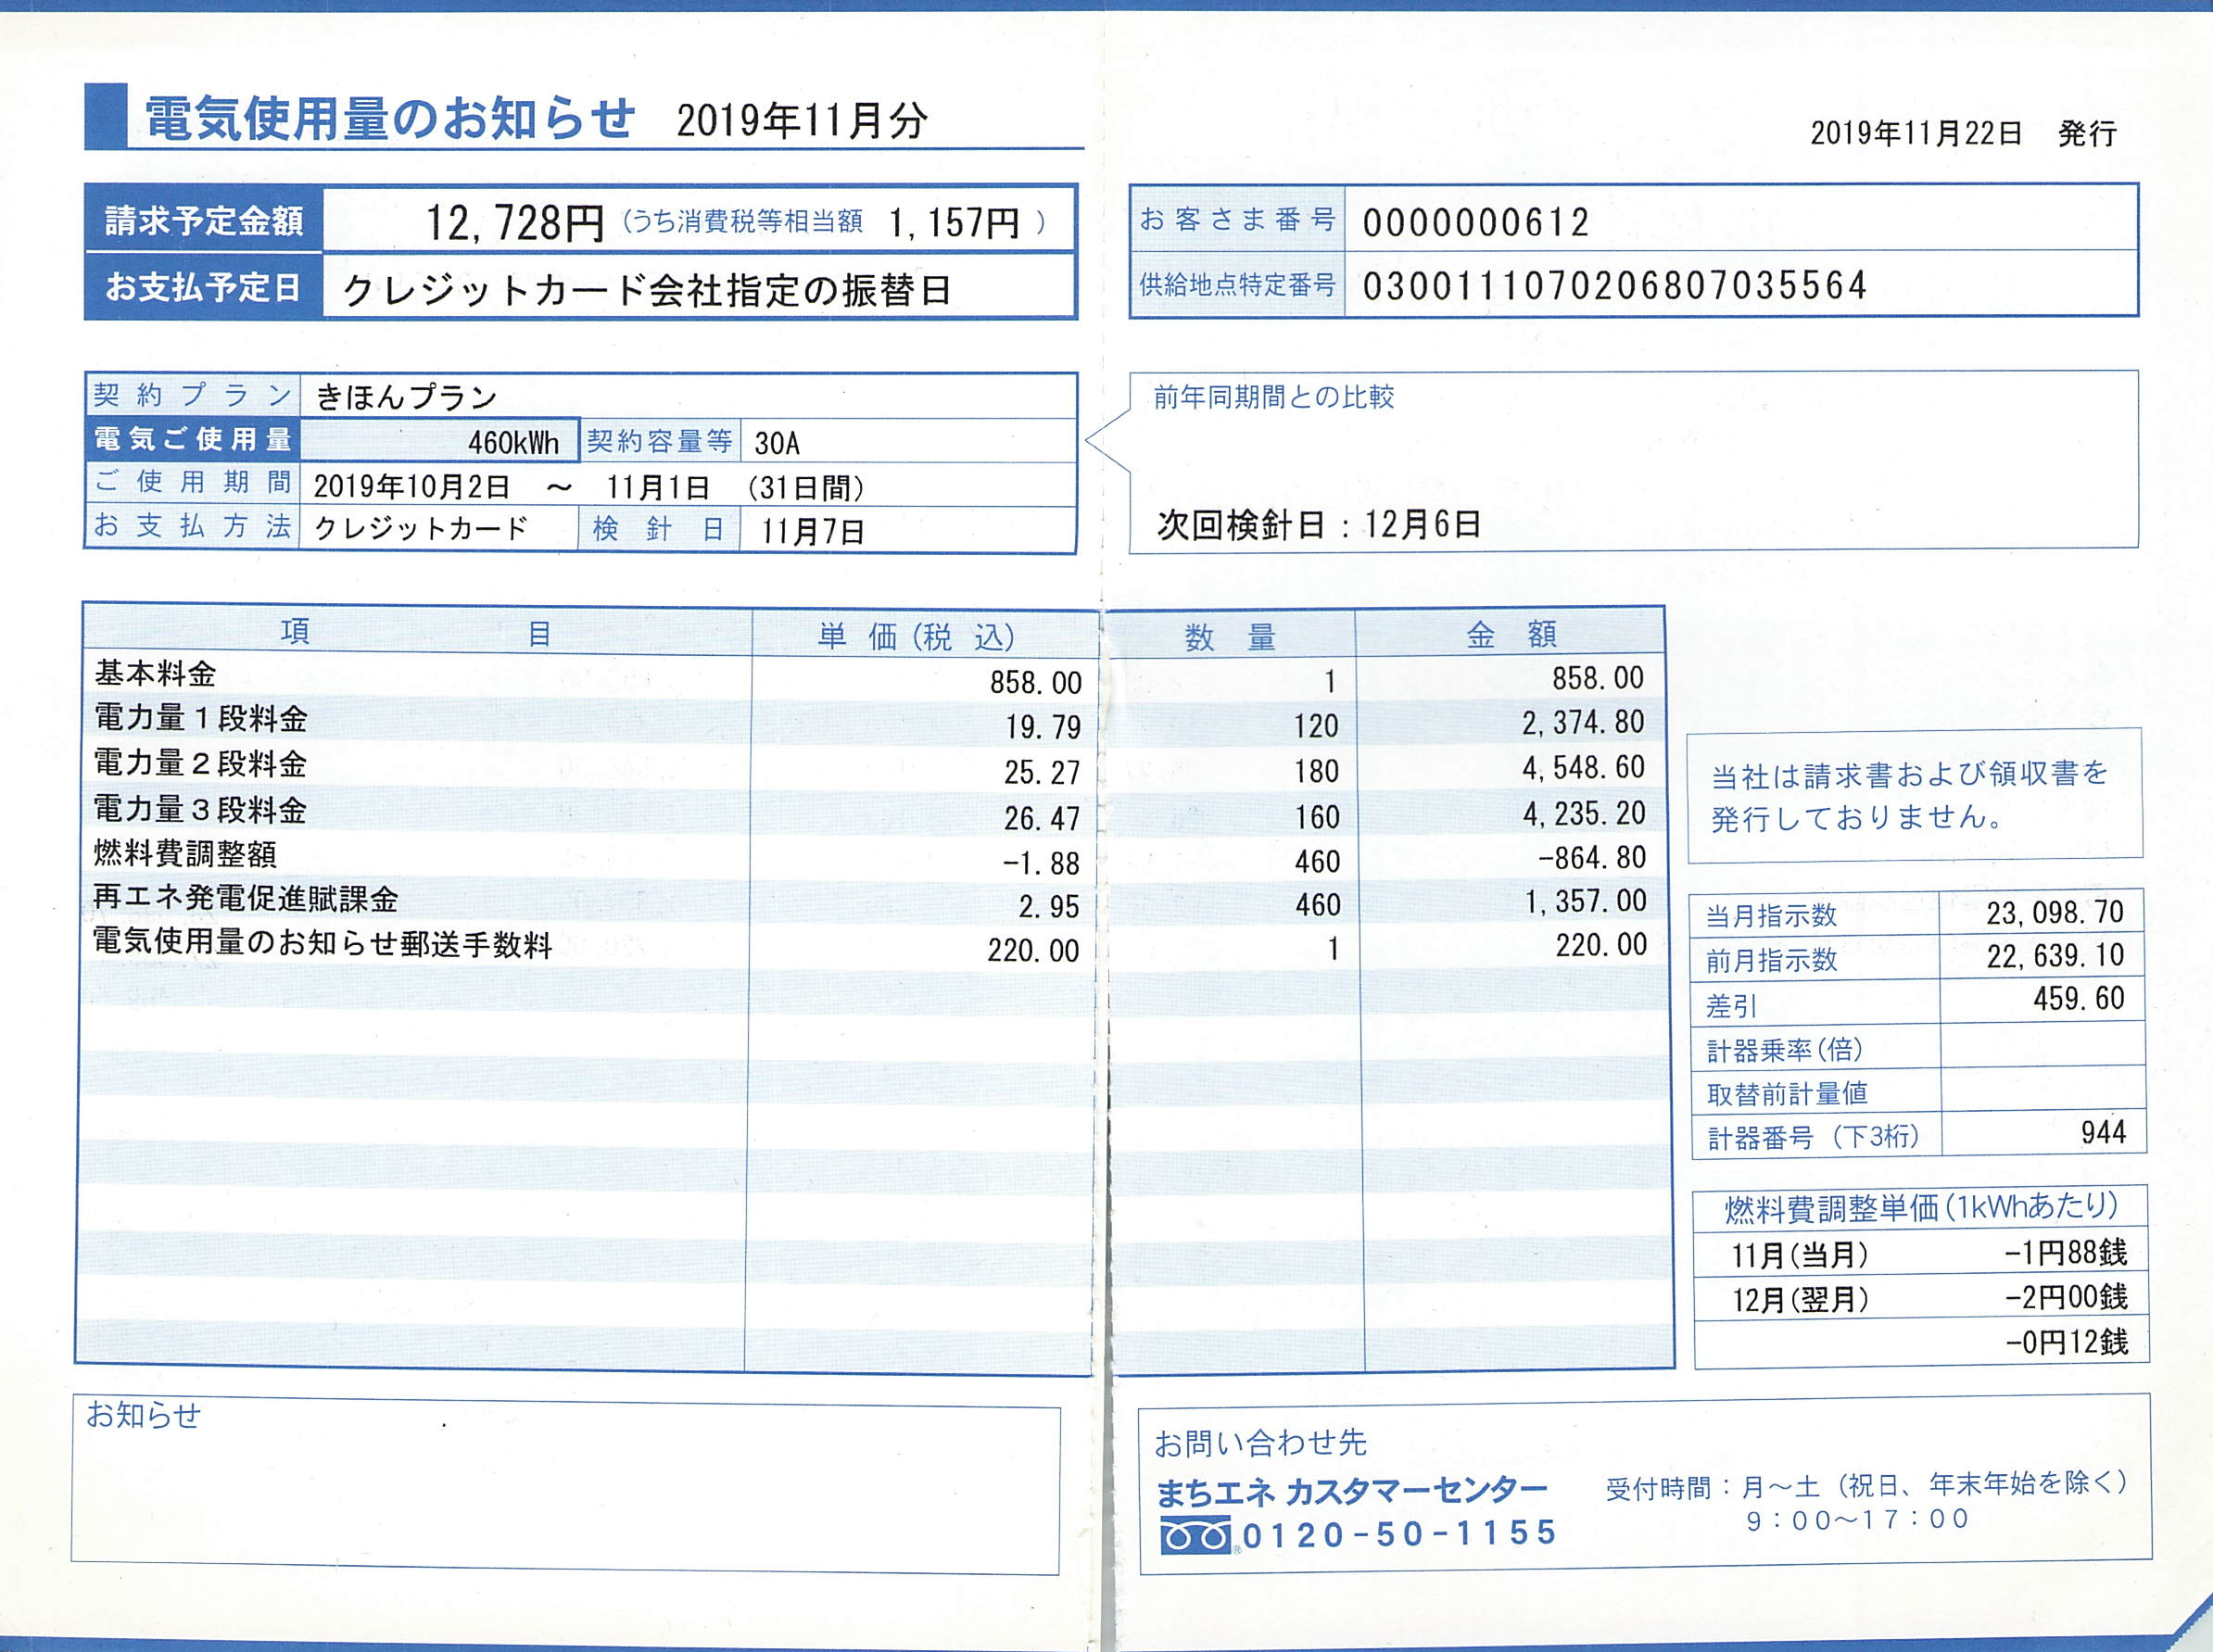 電気使用量のお知らせ 2019年11月分
2019年11月22日 発行
請求予定金額 12,728円 (うち消費税等相当額 1,157円 )
お支払予定日 クレジットカード会社指定の振替日
お客さま番号 0000000612
供給地点特定番号 0300111070206807035564
契約プラン きほんプラン
電気ご使用量 460kWh 契約容量等 30A
ご使用期間 2019年10月2日 ～ 11月1日 (31日間)
お支払方法 クレジットカード 検針日 11月7日
前年同期間との比較
次回検針日:12月6日
項目 単価(税込) 数量 金額
基本料金 858.00 1 858.00
電力量1段料金 19.79 120 2,374.80
電力量2段料金 25.27 180 4,548.60
電力量3段料金 26.47 160 4,235.20
燃料費調整額 -1.88 460 -864.80
再エネ発電促進賦課金 2.95 460 1,357.00
電気使用量のお知らせ郵送手数料 220.00 1 220.00
当社は請求書および領収書を
発行しておりません。
当月指示数 23,098.70
前月指示数 22,639.10
差引 459.60
計器乗率(倍)
取替前計量値
計器番号(下3桁) 944
燃料費調整単価(1kWhあたり)
11月(当月) -1円88銭
12月(翌月) -2円00銭
-0円12銭
お知らせ
お問い合わせ先
まちエネ カスタマーセンター
0120-50-1155
受付時間:月～土(祝日、年末年始を除く)
9:00～17:00